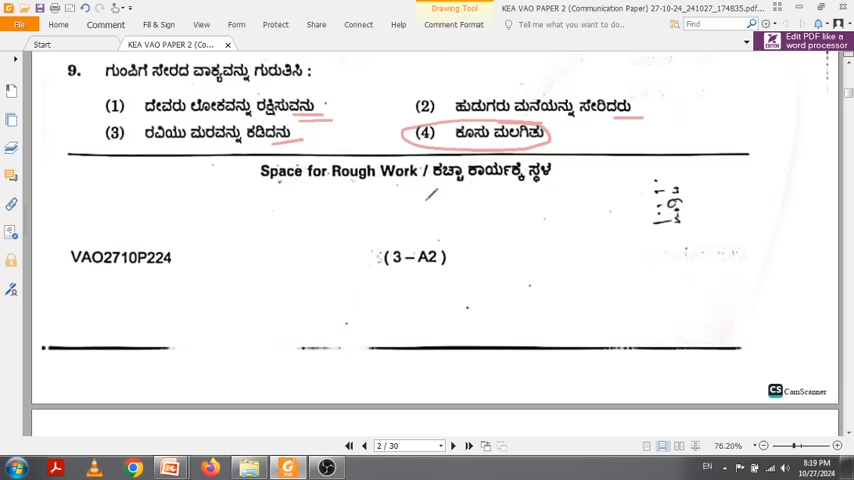 Drawing Tool
KEA VAO PAPER 2 (Communication Paper) 27-10-24_241027_174835.pdf...
File Home Comment Fill & Sign View Form Protect Share Connect Help Comment Format Tell me what you want to do... Find
Start KEA VAO PAPER 2 (Co... × Edit PDF like a word processor
EDITOR
9. ಗುಂಪಿಗೆ ಸೇರದ ವಾಕ್ಯವನ್ನು ಗುರುತಿಸಿ :
(1) ದೇವರು ಲೋಕವನ್ನು ರಕ್ಷಿಸುವನು (2) ಹುಡುಗರು ಮನೆಯನ್ನು ಸೇರಿದರು
(3) ರವಿಯು ಮರವನ್ನು ಕಡಿದನು (4) ಕೂಸು ಮಲಗಿತು
Space for Rough Work / ಕಚ್ಚಾ ಕಾರ್ಯಕ್ಕೆ ಸ್ಥಳ
VAO2710P224 ( 3 – A2 )
CS CamScanner
2 / 30 76.20%
EN 8:19 PM
10/27/2024